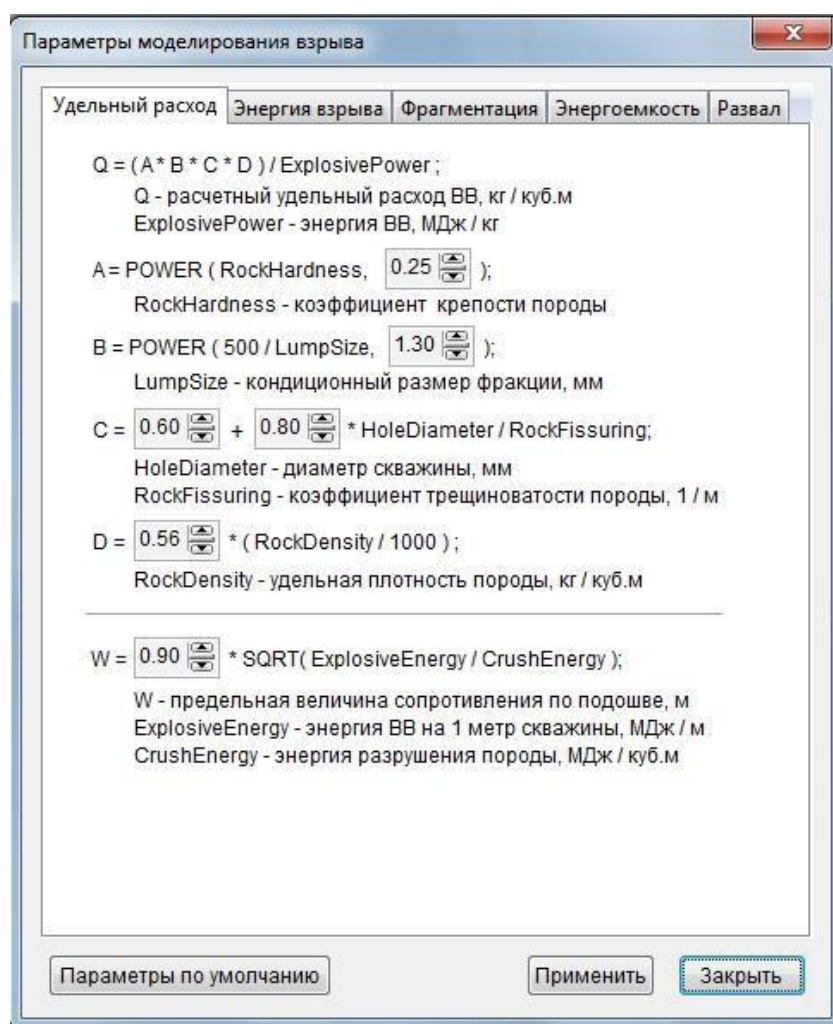 Параметры моделирования взрыва
Удельный расход Энергия взрыва Фрагментация Энергоемкость Развал
Q = ( A * B * C * D ) / ExplosivePower ;
Q - расчетный удельный расход ВВ, кг / куб.м
ExplosivePower - энергия ВВ, МДж / кг
A = POWER ( RockHardness, 0.25 );
RockHardness - коэффициент крепости породы
B = POWER ( 500 / LumpSize, 1.30 );
LumpSize - кондиционный размер фракции, мм
C = 0.60 + 0.80 * HoleDiameter / RockFissuring;
HoleDiameter - диаметр скважины, мм
RockFissuring - коэффициент трещиноватости породы, 1 / м
D = 0.56 * ( RockDensity / 1000 ) ;
RockDensity - удельная плотность породы, кг / куб.м
W = 0.90 * SQRT( ExplosiveEnergy / CrushEnergy );
W - предельная величина сопротивления по подошве, м
ExplosiveEnergy - энергия ВВ на 1 метр скважины, МДж / м
CrushEnergy - энергия разрушения породы, МДж / куб.м
Параметры по умолчанию Применить Закрыть